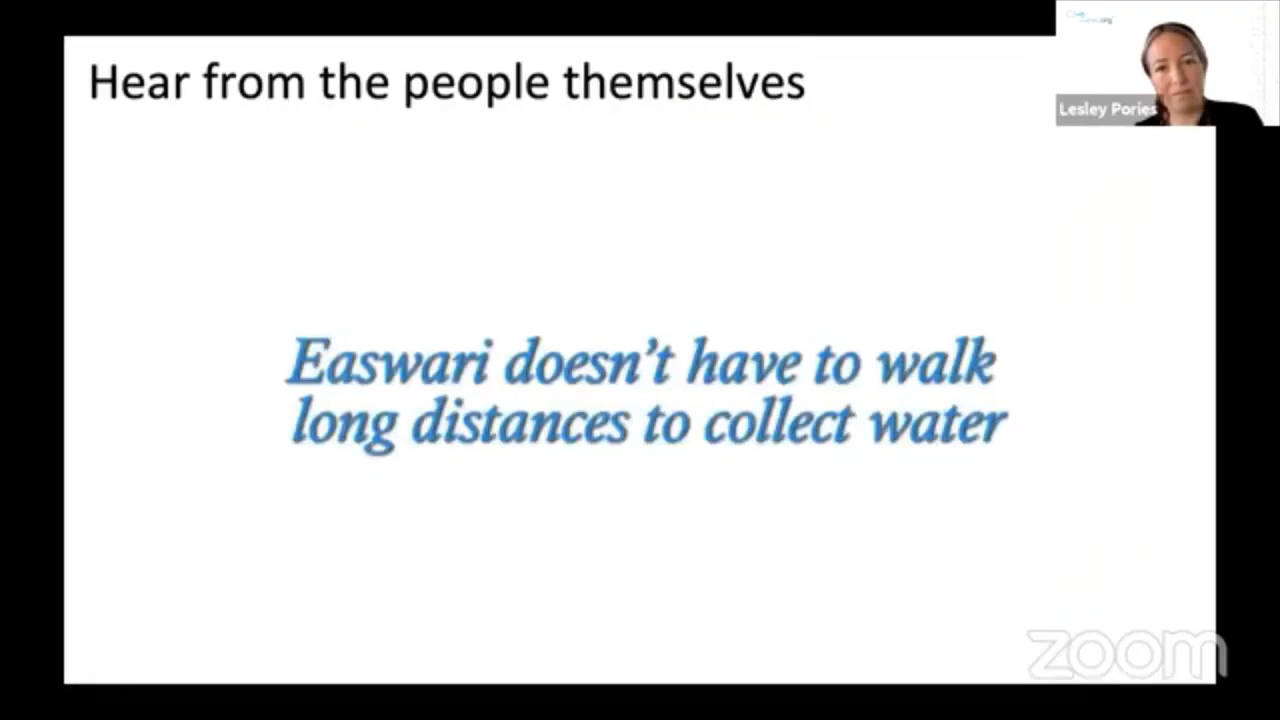 Hear from the people themselves
Lesley Pories
Easwari doesn't have to walk
long distances to collect water
zoom